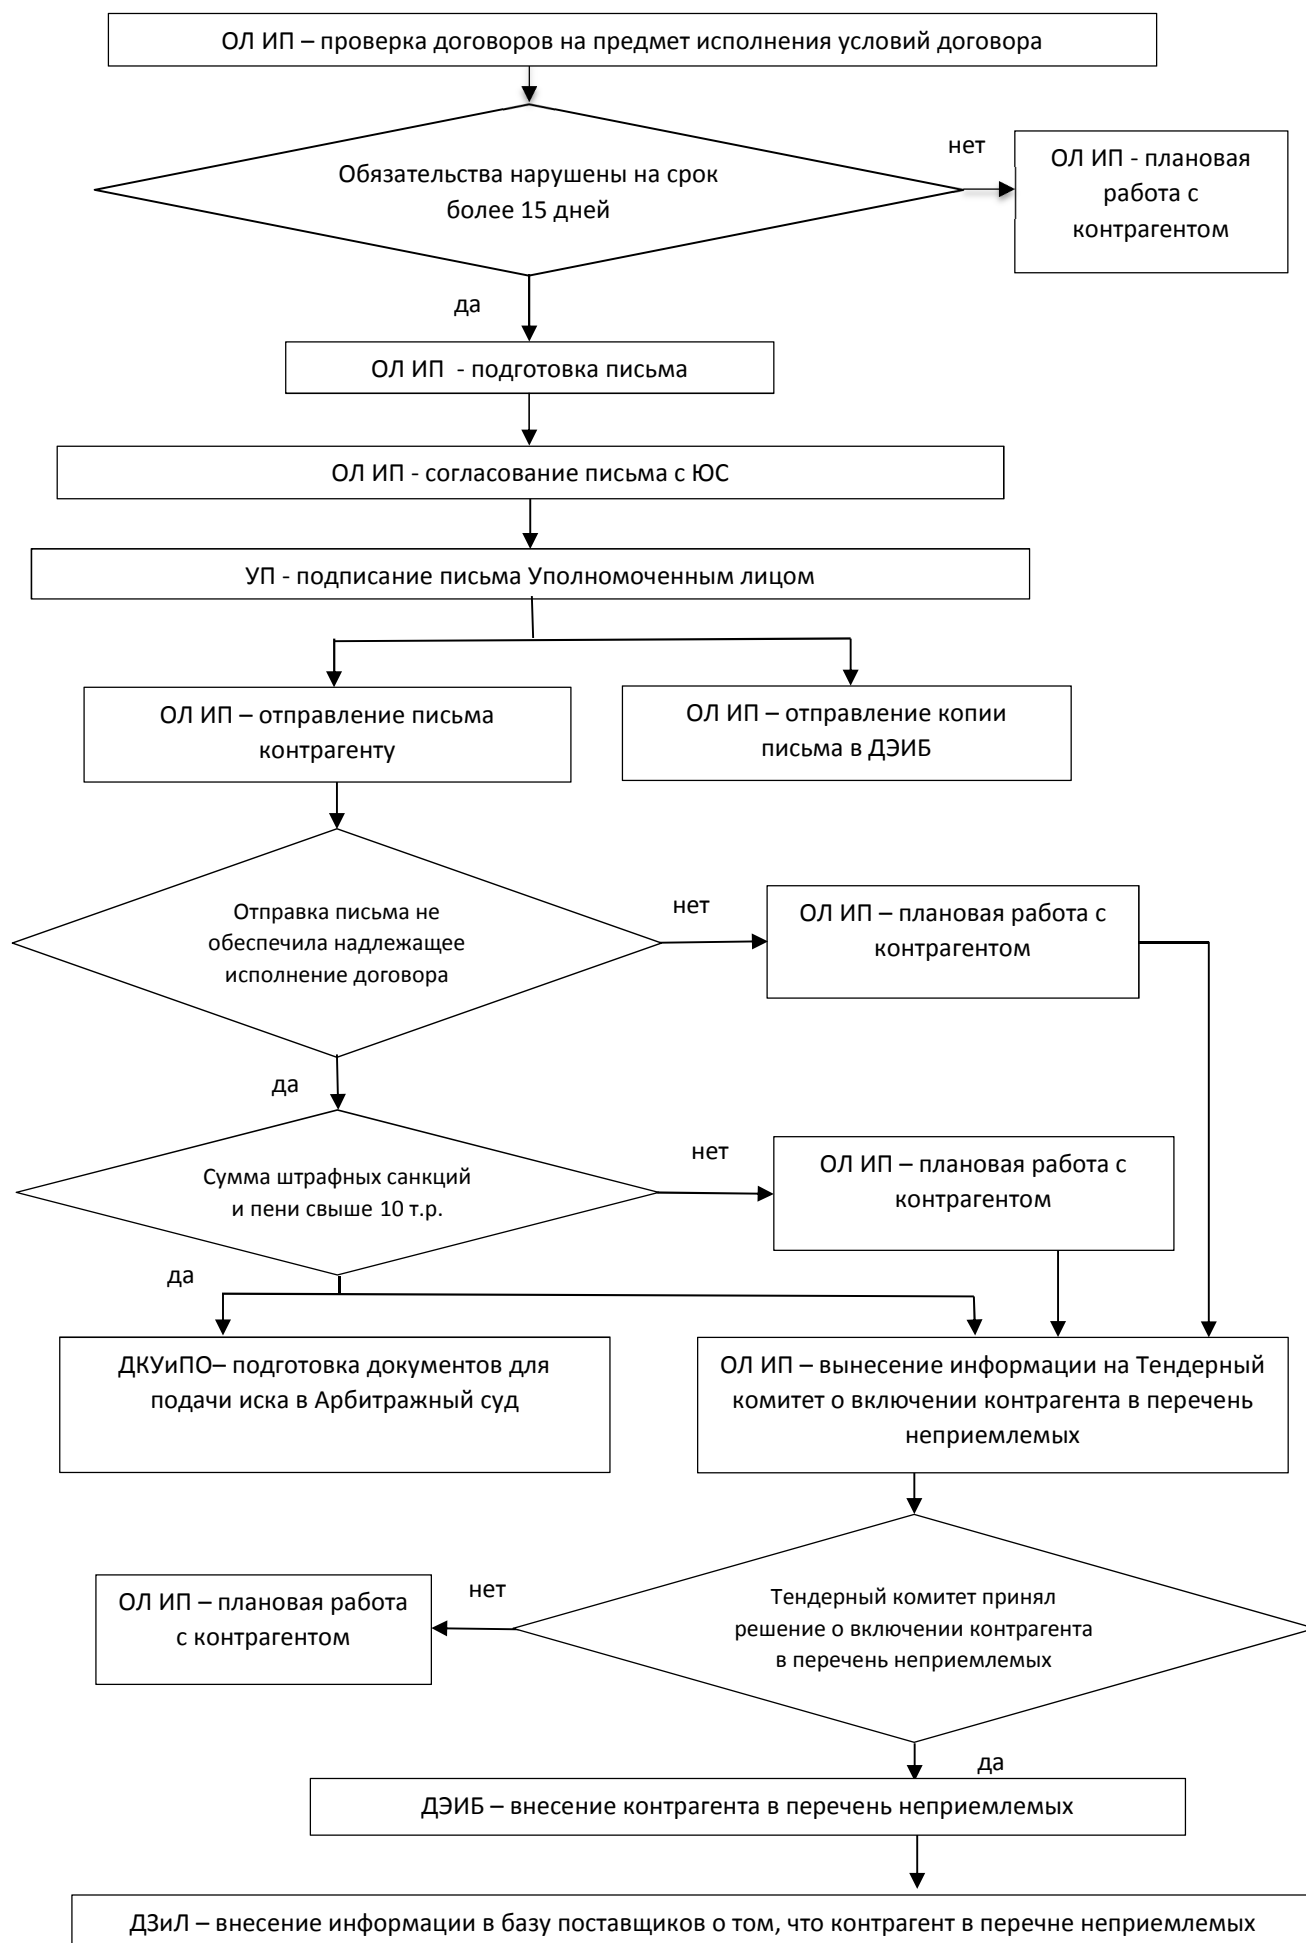 ОЛ ИП – проверка договоров на предмет исполнения условий договора
Обязательства нарушены на срок
более 15 дней
нет
ОЛ ИП - плановая
работа с
контрагентом
да
ОЛ ИП - подготовка письма
ОЛ ИП - согласование письма с ЮС
УП - подписание письма Уполномоченным лицом
ОЛ ИП – отправление письма
контрагенту
ОЛ ИП – отправление копии
письма в ДЭИБ
Отправка письма не
обеспечила надлежащее
исполнение договора
нет
ОЛ ИП – плановая работа с
контрагентом
да
Сумма штрафных санкций
и пени свыше 10 т.р.
нет
ОЛ ИП – плановая работа с
контрагентом
да
ДКУиПО– подготовка документов для
подачи иска в Арбитражный суд
ОЛ ИП – вынесение информации на Тендерный
комитет о включении контрагента в перечень
неприемлемых
Тендерный комитет принял
решение о включении контрагента
в перечень неприемлемых
нет
ОЛ ИП – плановая работа
с контрагентом
да
ДЭИБ – внесение контрагента в перечень неприемлемых
ДЗиЛ – внесение информации в базу поставщиков о том, что контрагент в перечне неприемлемых